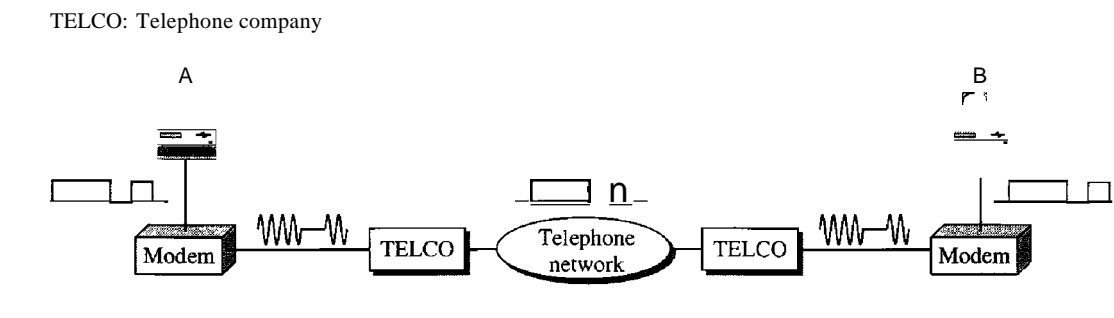 TELCO: Telephone company
A
B
n
Modem
TELCO
Telephone
network
TELCO
Modem